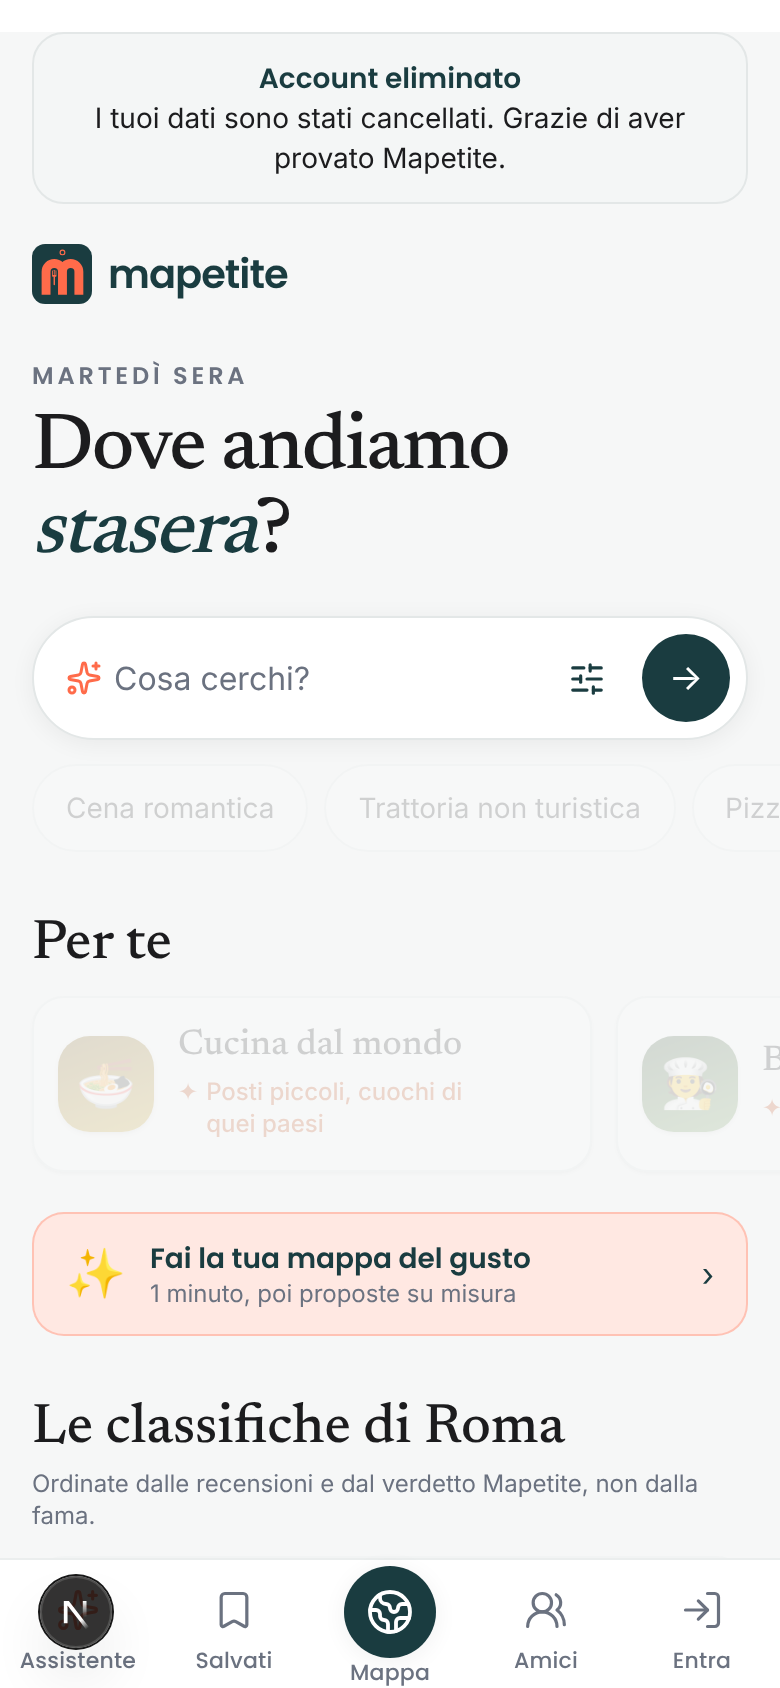 Account eliminato
I tuoi dati sono stati cancellati. Grazie di aver
provato Mapetite.
mapetite
MARTEDÌ SERA
Dove andiamo
stasera?
Cosa cerchi?
Cena romantica
Trattoria non turistica
Pizz
Per te
Cucina dal mondo
✦ Posti piccoli, cuochi di
quei paesi
B
✦
✨ Fai la tua mappa del gusto
1 minuto, poi proposte su misura
›
Le classifiche di Roma
Ordinate dalle recensioni e dal verdetto Mapetite, non dalla
fama.
N
Assistente
Salvati
Mappa
Amici
Entra